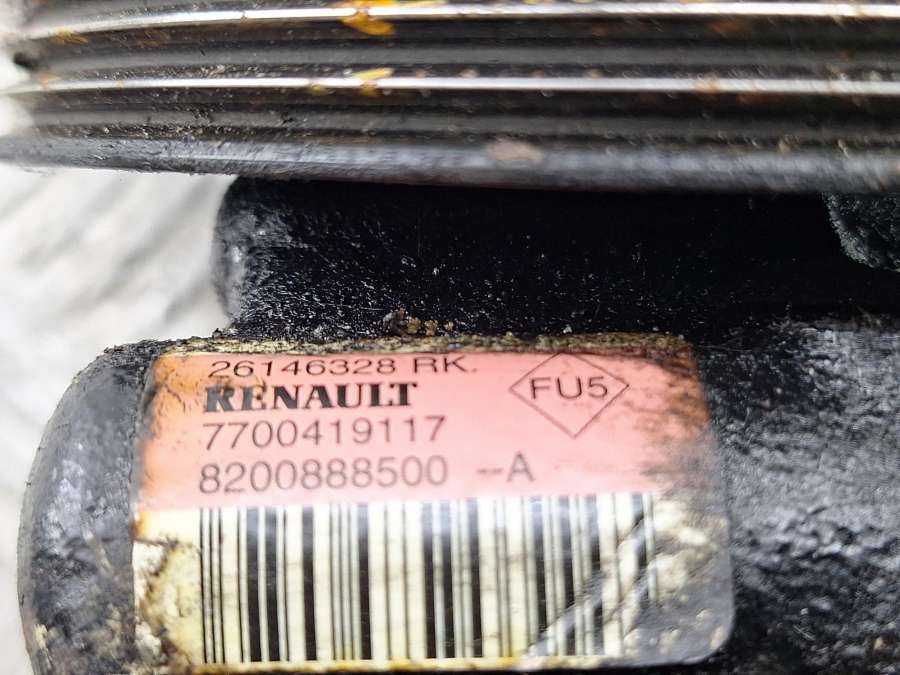 26146328 RK.
RENAULT
FU5
7700419117
8200888500 --A